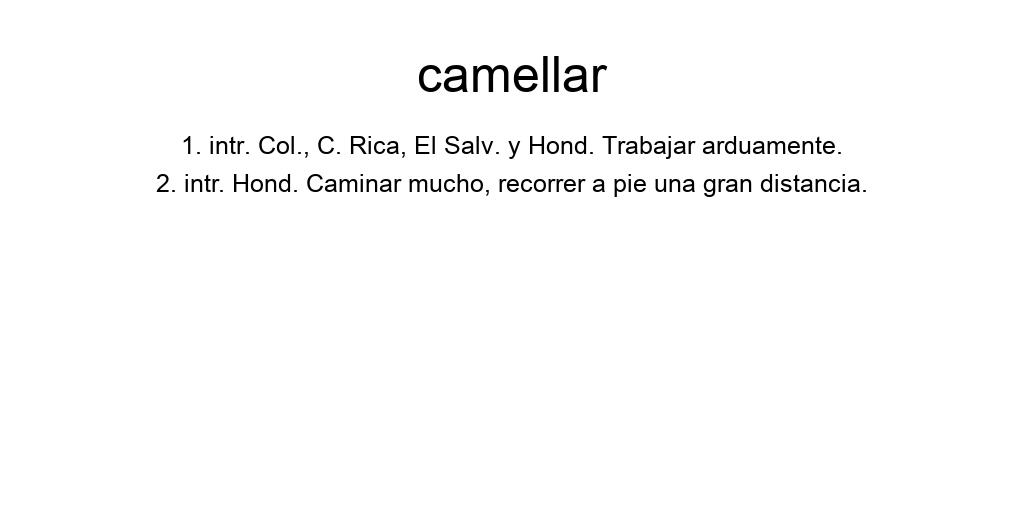 camellar
1. intr. Col., C. Rica, El Salv. y Hond. Trabajar arduamente.
2. intr. Hond. Caminar mucho, recorrer a pie una gran distancia.